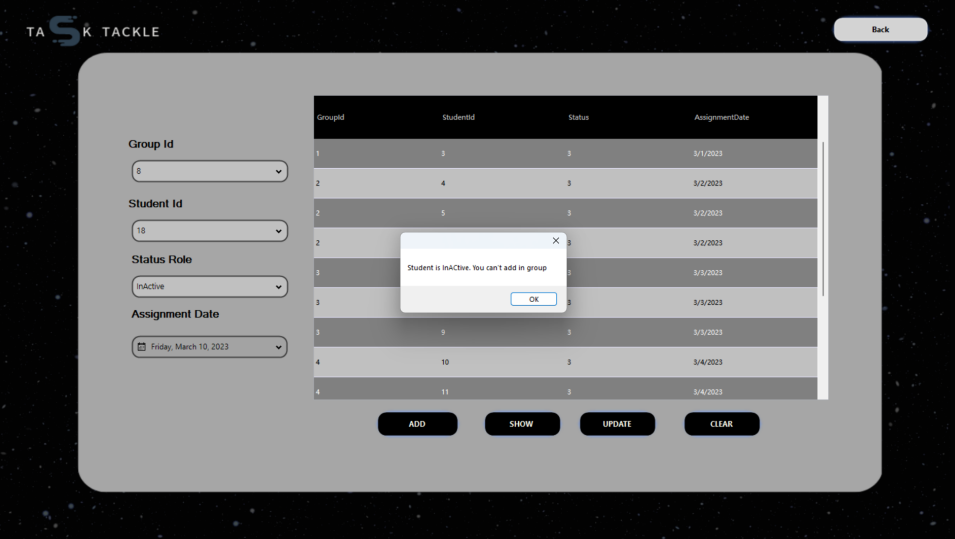 TASK TACKLE
Back
Group Id
8
Student Id
18
Status Role
InActive
Assignment Date
Friday, March 10, 2023
GroupId StudentId Status AssignmentDate
1 3 3 3/1/2023
2 4 3 3/2/2023
2 5 3 3/2/2023
2 3 3/2/2023
3 3 3/3/2023
3 3 3/3/2023
3 9 3 3/3/2023
4 10 3 3/4/2023
4 11 3 3/4/2023
Student is InACtive. You can't add in group
OK
ADD SHOW UPDATE CLEAR